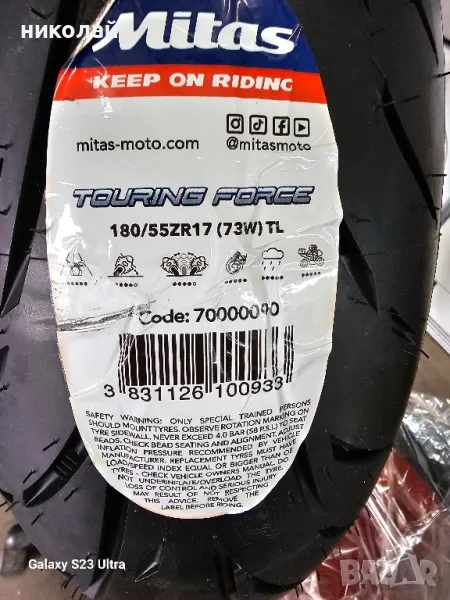 николай
Mitas
KEEP ON RIDING
mitas-moto.com
@mitasmoto
TOURING FORCE
180/55ZR17 (73W) TL
Code: 70000090
3 831126 100933
SAFETY WARNING: ONLY SPECIAL TRAINED PERSONS
SHOULD MOUNT TYRES. OBSERVE ROTATION MARKING ON
TYRE SIDEWALL. NEVER EXCEED 4.0 BAR (58 P.S.I.) TO SEAT
BEADS. CHECK BEAD SEATING AND ALIGNMENT, ADJUST
INFLATION PRESSURE RECOMMENDED BY VEHICLE
MANUFACTURER. REPLACEMENT TYRES MUST HAVE
LOAD/SPEED INDEX EQUAL OR BIGGER THAN OE
TYRES - CHECK VEHICLE OWNERS MANUAL. DO
NOT UNDERINFLATE/OVERLOAD THE TYRE.
LOSS OF CONTROL AND SERIOUS INJURY
MAY RESULT OF NOT RESPECTING
THIS ADVICE. REMOVE THE
LABEL BEFORE RIDING.
Galaxy S23 Ultra
BAZAR